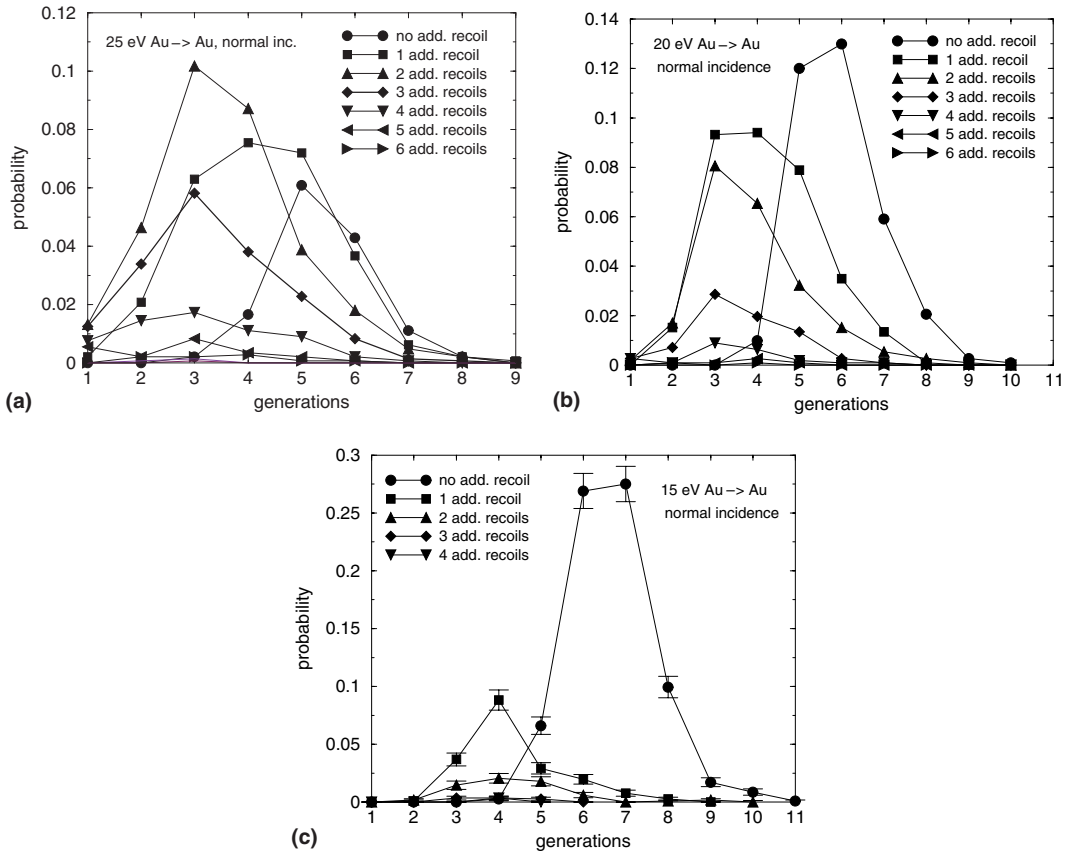 25 eV Au−> Au, normal inc.
no add. recoil
1 add. recoil
2 add. recoils
3 add. recoils
4 add. recoils
5 add. recoils
6 add. recoils
0.1
0.08
0.06
0.04
0.02
0
probability
1 2 3 4 5 6 7 8 9
generations
(a)
20 eV Au−> Au
normal incidence
no add. recoil
1 add. recoil
2 add. recoils
3 add. recoils
4 add. recoils
5 add. recoils
6 add. recoils
0.14
0.12
0.1
0.08
0.06
0.04
0.02
0
probability
1 2 3 4 5 6 7 8 9 10 11
generations
(b)
no add. recoil
1 add. recoil
2 add. recoils
3 add. recoils
4 add. recoils
15 eV Au−> Au
normal incidence
0.3
0.25
0.2
0.15
0.1
0.05
0
probability
1 2 3 4 5 6 7 8 9 10 11
generations
(c)